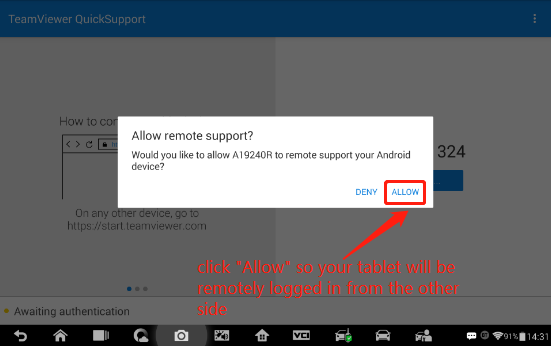 TeamViewer QuickSupport
How to con
Allow remote support?
Would you like to allow A19240R to remote support your Android
device?
DENY
ALLOW
324
On any other device, go to
https://start.teamviewer.com
click "Allow" so your tablet will be
remotely logged in from the other
side
Awaiting authentication
VCI
91%
14:31